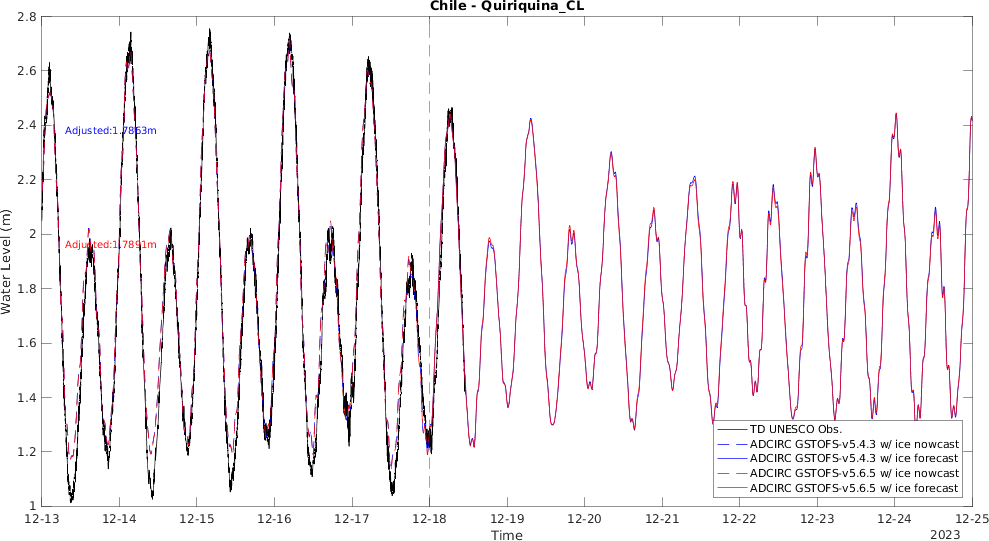 Chile - Quiriquina_CL
2.8
2.6
2.4
2.2
2
1.8
1.6
1.4
1.2
1
Water Level (m)
Adjusted:1.7863m
Adjusted:1.7891m
TD UNESCO Obs.
ADCIRC GSTOFS-v5.4.3 w/ ice nowcast
ADCIRC GSTOFS-v5.4.3 w/ ice forecast
ADCIRC GSTOFS-v5.6.5 w/ ice nowcast
ADCIRC GSTOFS-v5.6.5 w/ ice forecast
12-13 12-14 12-15 12-16 12-17 12-18 12-19 12-20 12-21 12-22 12-23 12-24 12-25
Time
2023